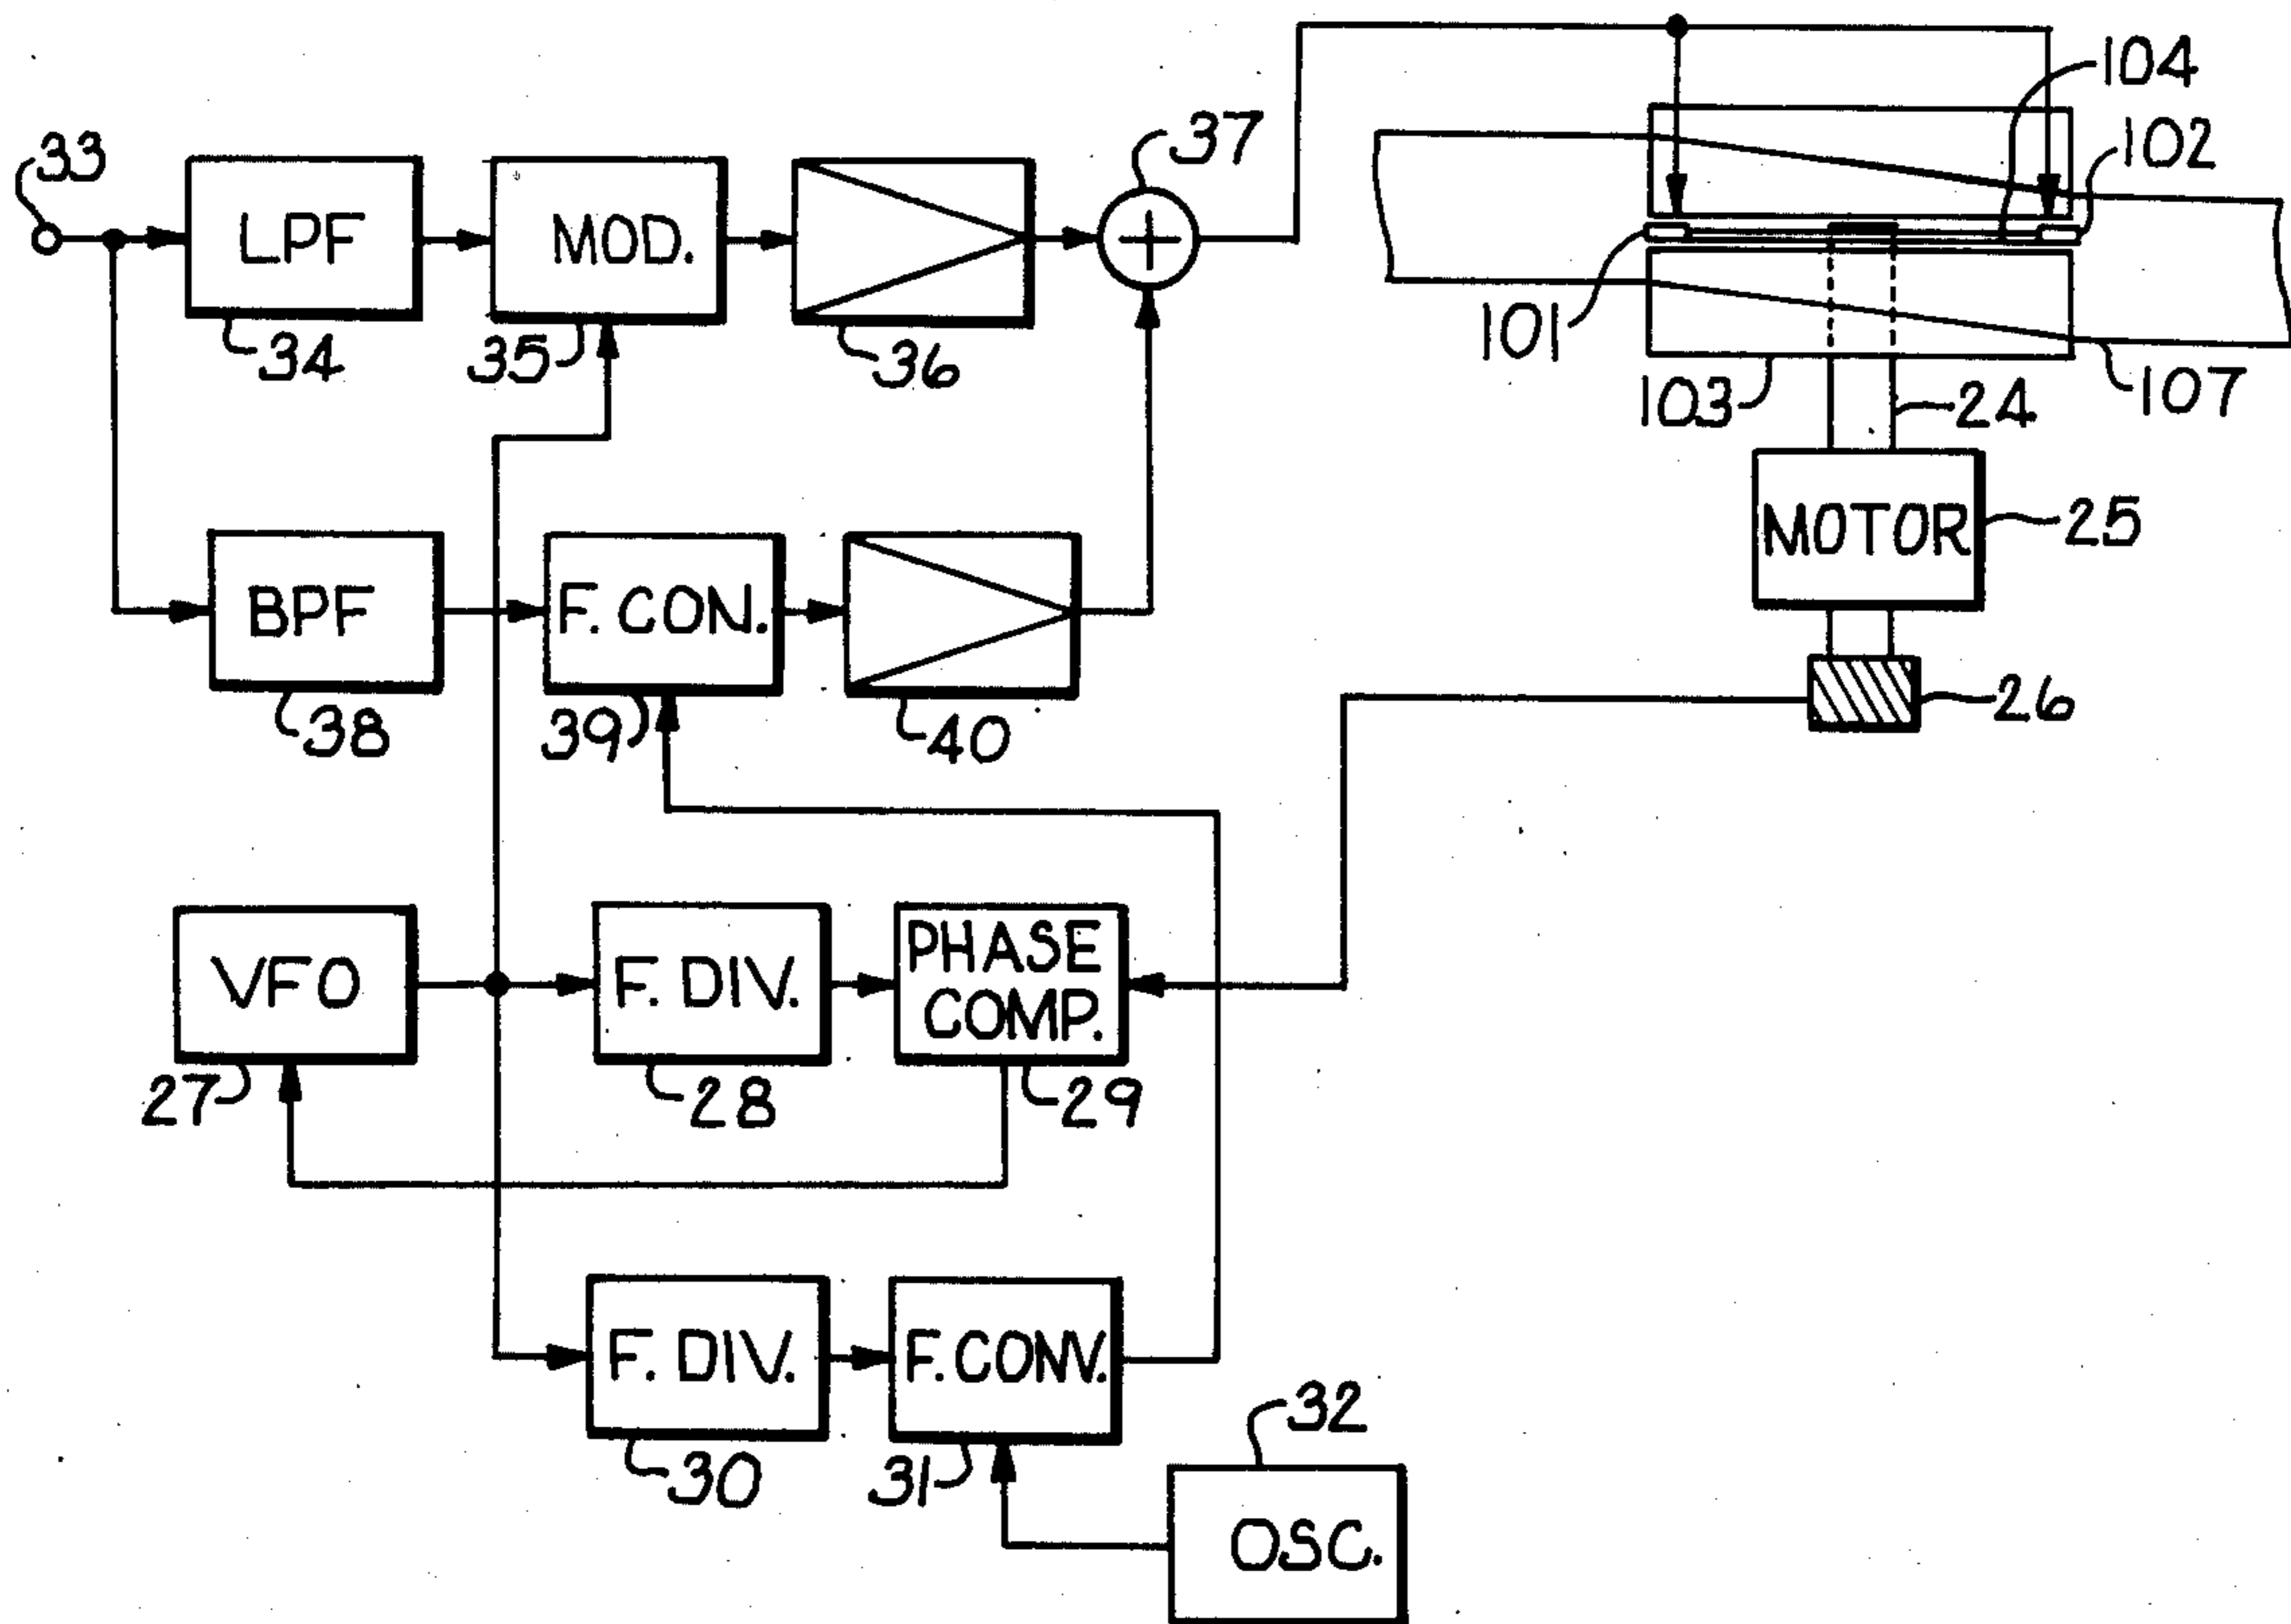 104
33
37
102
LPF
MOD.
34
35
36
101
103
24
107
MOTOR
25
BPF
F. CON.
38
39
40
26
VFO
F. DIV.
PHASE
COMP.
27
28
29
F. DIV.
F. CONV.
32
30
31
OSC.